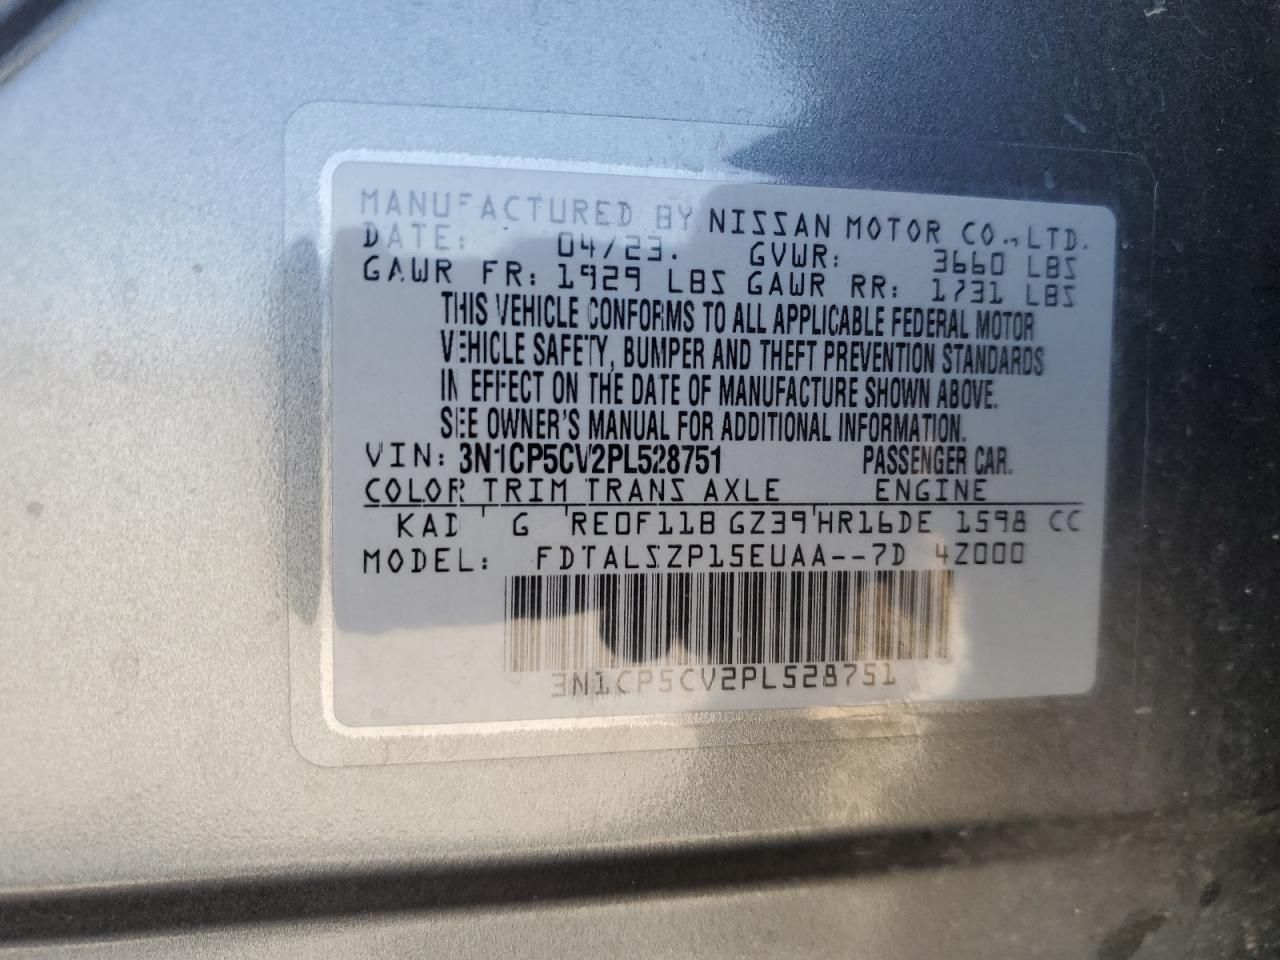 MANUFACTURED BY NISSAN MOTOR CO.,LTD.
DATE: 04/23. GVWR: 3660 LBS
GAWR FR: 1929 LBS GAWR RR: 1731 LBS
THIS VEHICLE CONFORMS TO ALL APPLICABLE FEDERAL MOTOR
VEHICLE SAFETY, BUMPER AND THEFT PREVENTION STANDARDS
IN EFFECT ON THE DATE OF MANUFACTURE SHOWN ABOVE.
SEE OWNER'S MANUAL FOR ADDITIONAL INFORMATION.
VIN: 3N1CP5CV2PL528751 PASSENGER CAR.
COLOR TRIM TRANS AXLE ENGINE
KAD G RE0F11B GZ39 HR16DE 1598 CC
MODEL: FDTALSZP15EUAA--7D 4Z000
3N1CP5CV2PL528751